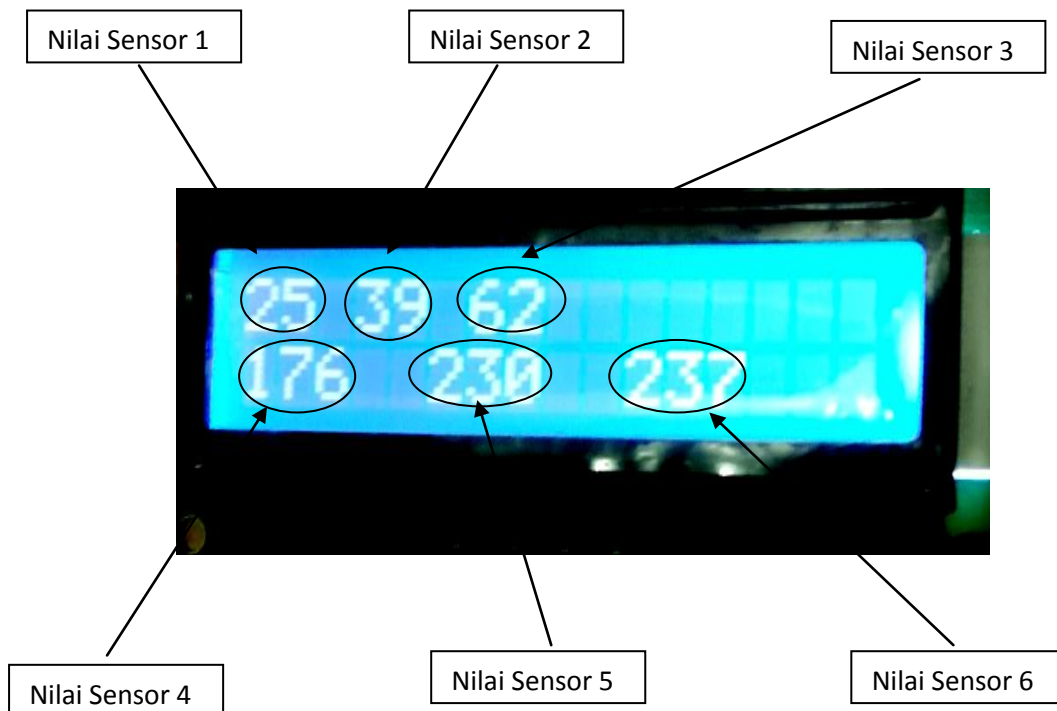 Nilai Sensor 1
Nilai Sensor 2
Nilai Sensor 3
25 39 62
176 230 237
Nilai Sensor 4
Nilai Sensor 5
Nilai Sensor 6